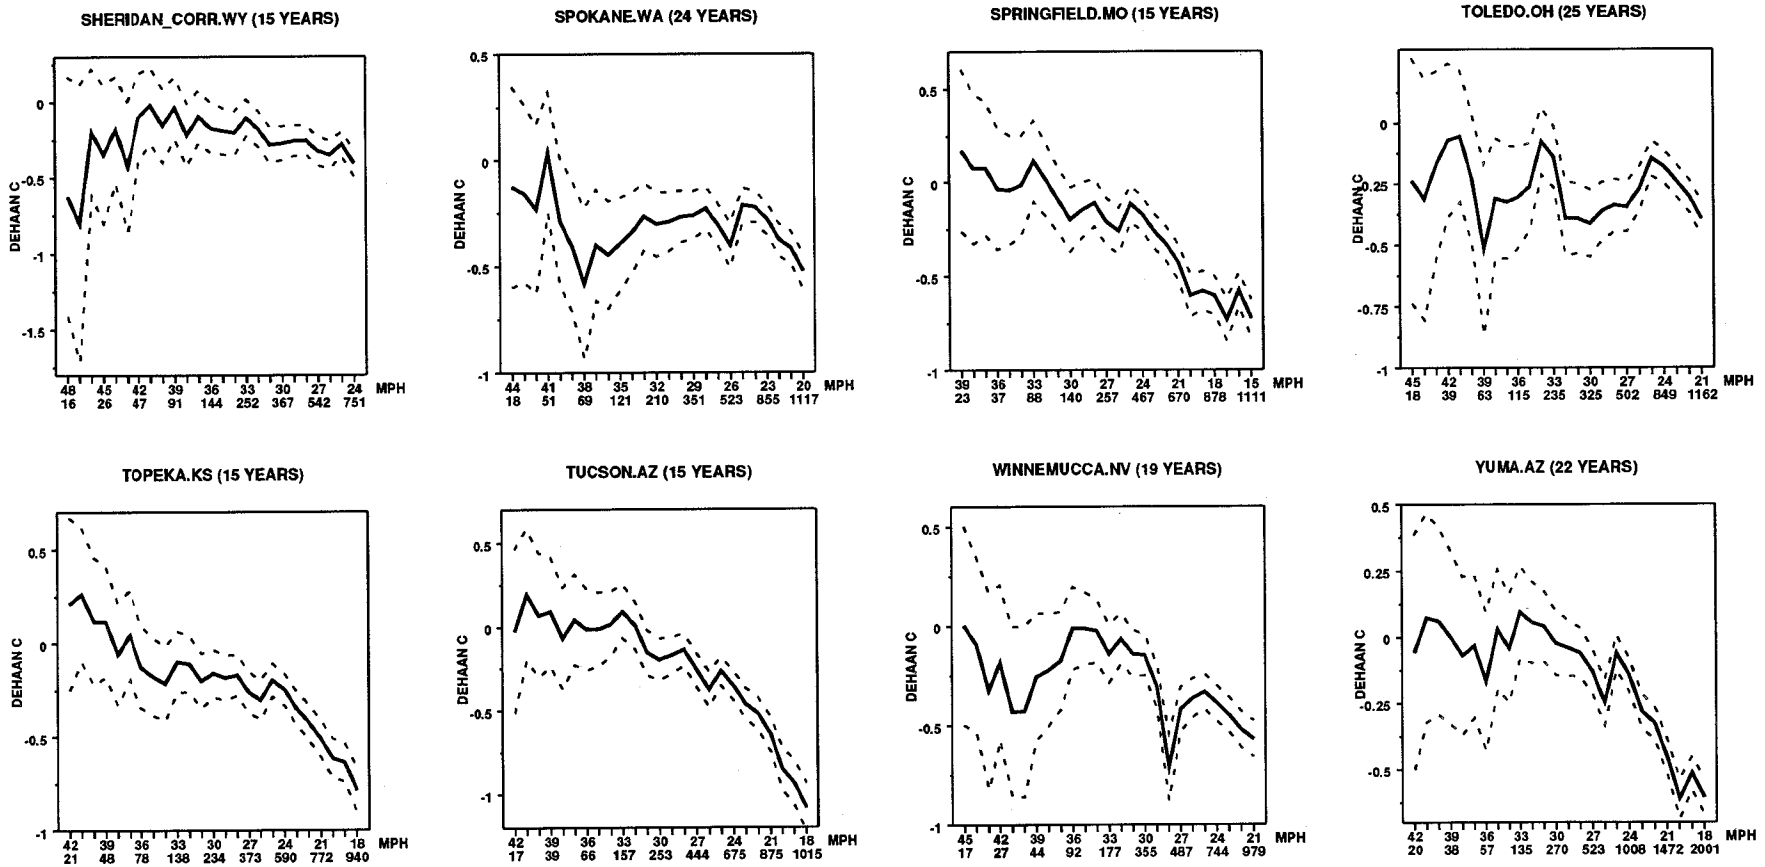 SHERIDAN_CORR.WY (15 YEARS)
0
-0.5
-1
-1.5
DEHAAN C
48 45 42 39 36 33 30 27 24 MPH
16 26 47 91 144 252 367 542 751
SPOKANE.WA (24 YEARS)
0.5
0
-0.5
-1
DEHAAN C
44 41 38 35 32 29 26 23 20 MPH
18 51 69 121 210 351 523 855 1117
SPRINGFIELD.MO (15 YEARS)
0.5
0
-0.5
-1
DEHAAN C
39 36 33 30 27 24 21 18 15 MPH
23 37 88 140 257 467 670 878 1111
TOLEDO.OH (25 YEARS)
0
-0.25
-0.5
-0.75
-1
DEHAAN C
45 42 39 36 33 30 27 24 21 MPH
18 39 63 115 235 325 502 849 1162
TOPEKA.KS (15 YEARS)
0.5
0
-0.5
-1
DEHAAN C
42 39 36 33 30 27 24 21 18 MPH
21 48 78 138 234 373 590 772 940
TUCSON.AZ (15 YEARS)
0.5
0
-0.5
-1
DEHAAN C
42 39 36 33 30 27 24 21 18 MPH
17 39 66 157 253 444 675 875 1015
WINNEMUCCA.NV (19 YEARS)
0.5
0
-0.5
-1
DEHAAN C
45 42 39 36 33 30 27 24 21 MPH
17 27 44 92 177 355 487 744 979
YUMA.AZ (22 YEARS)
0.5
0.25
0
-0.25
-0.5
DEHAAN C
42 39 36 33 30 27 24 21 18 MPH
20 38 57 135 270 523 1008 1472 2001